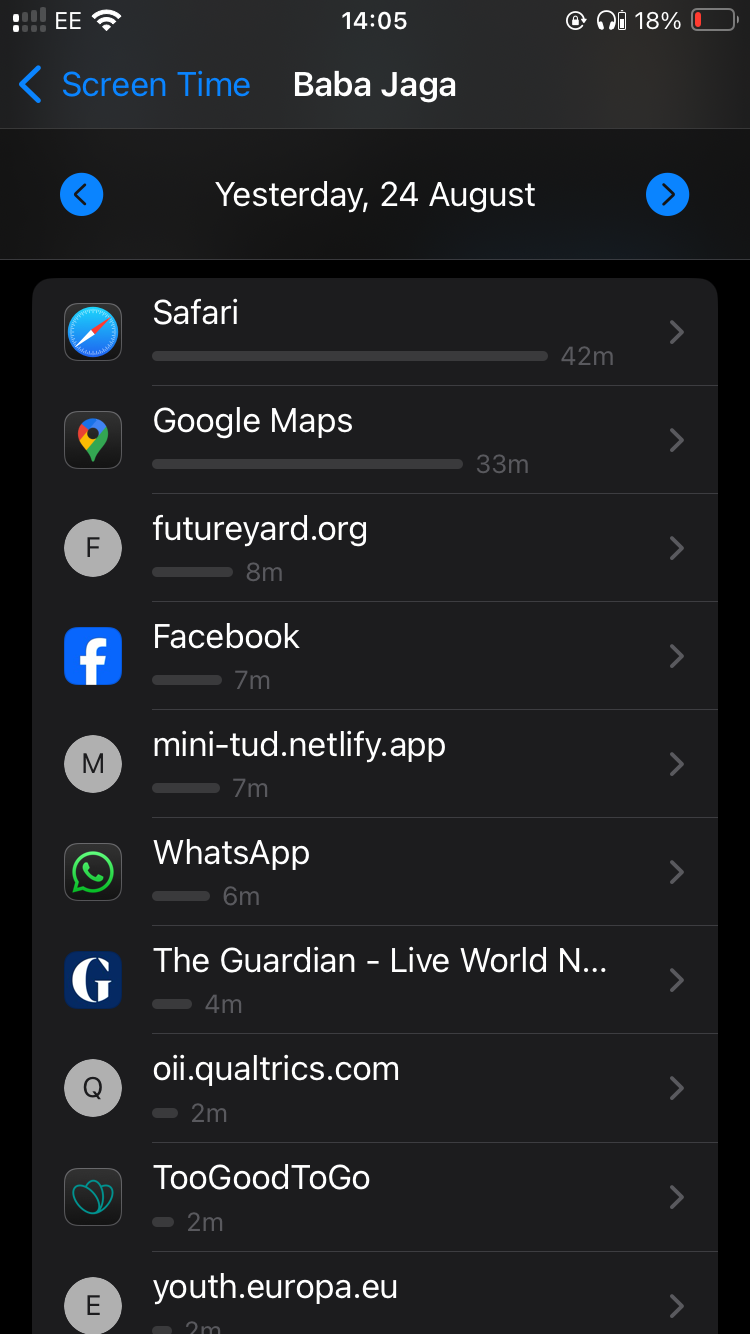 EE 14:05 18%
Screen Time Baba Jaga
Yesterday, 24 August
Safari
42m
Google Maps
33m
F
futureyard.org
8m
Facebook
7m
M
mini-tud.netlify.app
7m
WhatsApp
6m
G
The Guardian - Live World N...
4m
Q
oii.qualtrics.com
2m
TooGoodToGo
2m
E
youth.europa.eu
2m